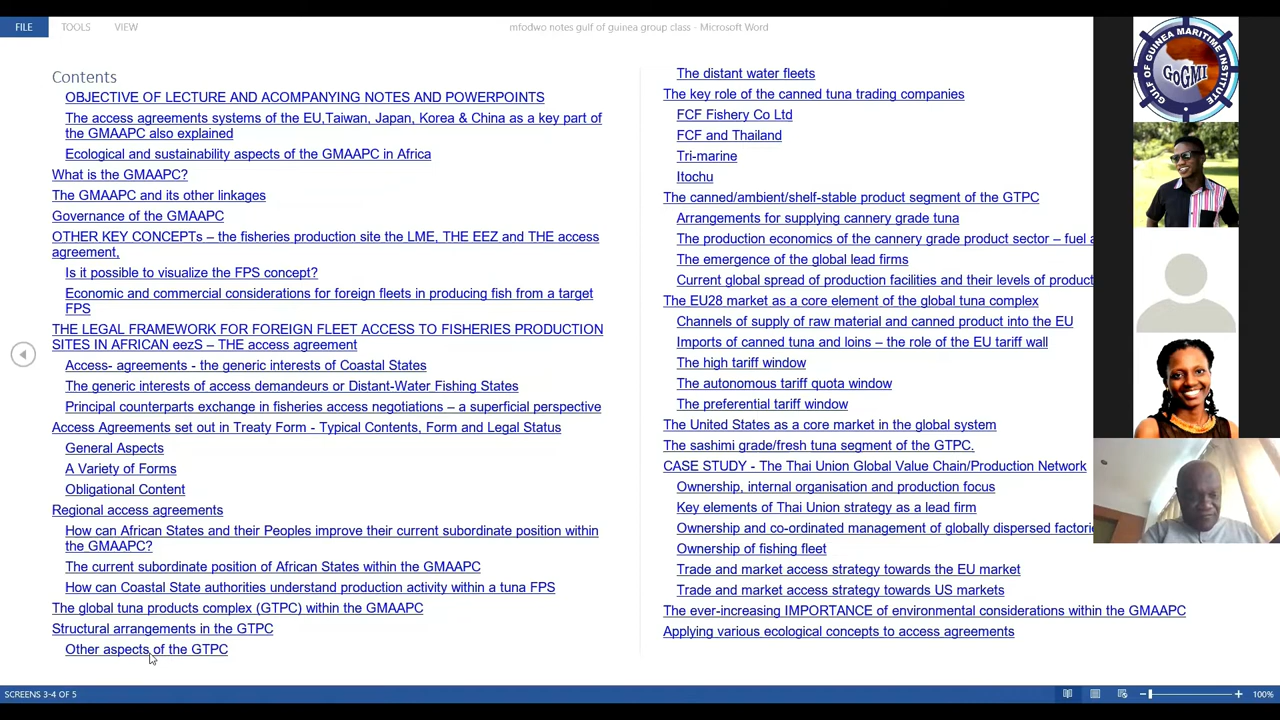 FILE TOOLS VIEW mfodwo notes gulf of guinea group class - Microsoft Word
Contents
OBJECTIVE OF LECTURE AND ACOMPANYING NOTES AND POWERPOINTS
The access agreements systems of the EU,Taiwan, Japan, Korea & China as a key part of
the GMAAPC also explained
Ecological and sustainability aspects of the GMAAPC in Africa
What is the GMAAPC?
The GMAAPC and its other linkages
Governance of the GMAAPC
OTHER KEY CONCEPTs – the fisheries production site the LME, THE EEZ and THE access
agreement,
Is it possible to visualize the FPS concept?
Economic and commercial considerations for foreign fleets in producing fish from a target
FPS
THE LEGAL FRAMEWORK FOR FOREIGN FLEET ACCESS TO FISHERIES PRODUCTION
SITES IN AFRICAN eezS – THE access agreement
Access- agreements - the generic interests of Coastal States
The generic interests of access demandeurs or Distant-Water Fishing States
Principal counterparts exchange in fisheries access negotiations – a superficial perspective
Access Agreements set out in Treaty Form - Typical Contents, Form and Legal Status
General Aspects
A Variety of Forms
Obligational Content
Regional access agreements
How can African States and their Peoples improve their current subordinate position within
the GMAAPC?
The current subordinate position of African States within the GMAAPC
How can Coastal State authorities understand production activity within a tuna FPS
The global tuna products complex (GTPC) within the GMAAPC
Structural arrangements in the GTPC
Other aspects of the GTPC
The distant water fleets
The key role of the canned tuna trading companies
FCF Fishery Co Ltd
FCF and Thailand
Tri-marine
Itochu
The canned/ambient/shelf-stable product segment of the GTPC
Arrangements for supplying cannery grade tuna
The production economics of the cannery grade product sector – fuel a
The emergence of the global lead firms
Current global spread of production facilities and their levels of product
The EU28 market as a core element of the global tuna complex
Channels of supply of raw material and canned product into the EU
Imports of canned tuna and loins – the role of the EU tariff wall
The high tariff window
The autonomous tariff quota window
The preferential tariff window
The United States as a core market in the global system
The sashimi grade/fresh tuna segment of the GTPC.
CASE STUDY - The Thai Union Global Value Chain/Production Network
Ownership, internal organisation and production focus
Key elements of Thai Union strategy as a lead firm
Ownership and co-ordinated management of globally dispersed factorie
Ownership of fishing fleet
Trade and market access strategy towards the EU market
Trade and market access strategy towards US markets
The ever-increasing IMPORTANCE of environmental considerations within the GMAAPC
Applying various ecological concepts to access agreements
GULF OF GUINEA MARITIME INSTITUTE
GoGMI
SCREENS 3-4 OF 5
100%